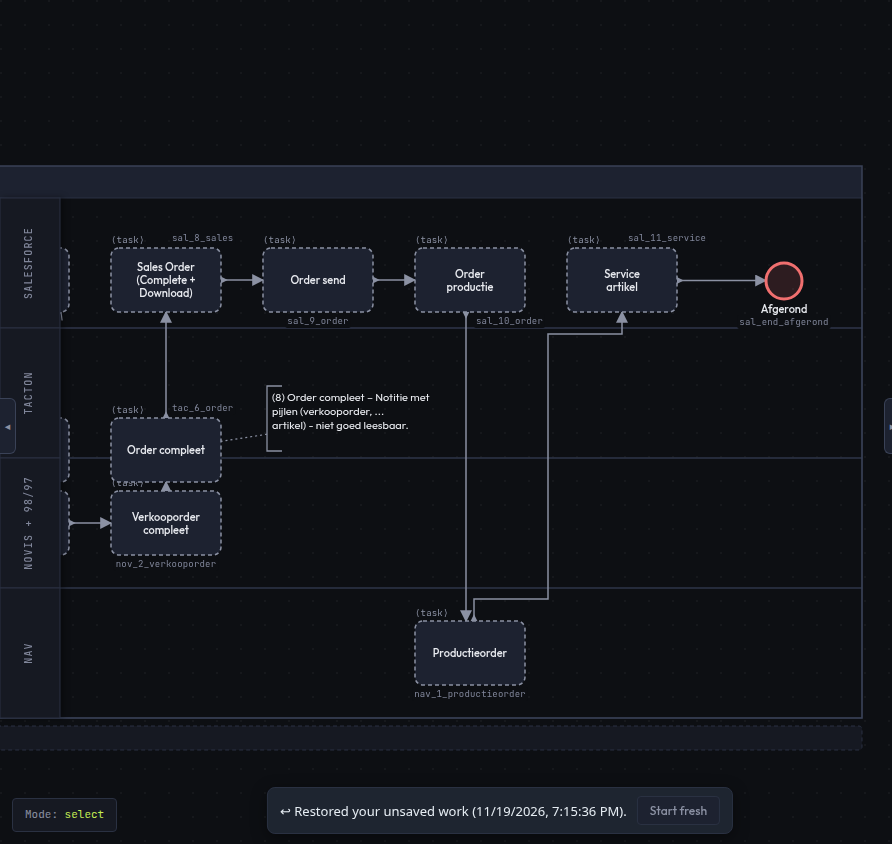 SALESFORCE
(task)
sal_8_sales
Sales Order
(Complete +
Download)
(task)
Order send
sal_9_order
(task)
Order
productie
sal_10_order
(task)
sal_11_service
Service
artikel
Afgerond
sal_end_afgerond
TACTON
(task)
tac_6_order
Order compleet
(8) Order compleet – Notitie met
pijlen (verkooporder, ...
artikel) - niet goed leesbaar.
NOVIS + 98/97
(task)
Verkooporder
compleet
nov_2_verkooporder
NAV
(task)
Productieorder
nav_1_productieorder
Mode: select
↩ Restored your unsaved work (11/19/2026, 7:15:36 PM).
Start fresh